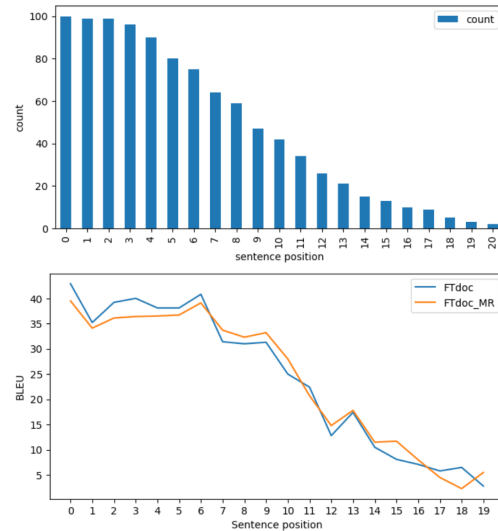 100
80
60
40
20
0
count
count
0 1 2 3 4 5 6 7 8 9 10 11 12 13 14 15 16 17 18 19 20
sentence position
40
35
30
25
20
15
10
5
BLEU
FTdoc
FTdoc_MR
0 1 2 3 4 5 6 7 8 9 10 11 12 13 14 15 16 17 18 19
Sentence position